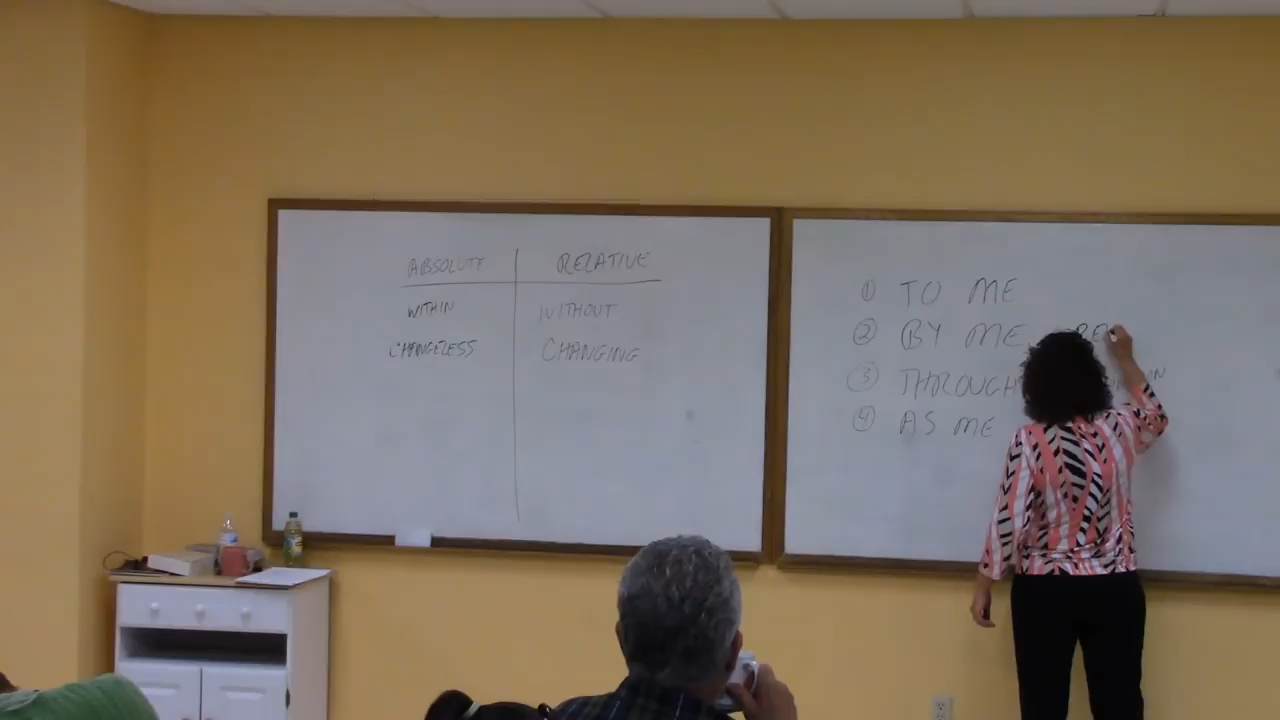 ABSOLUTE RELATIVE
WITHIN WITHOUT
CHANGELESS CHANGING
① TO ME
② BY ME
③ THROUGH
④ AS ME